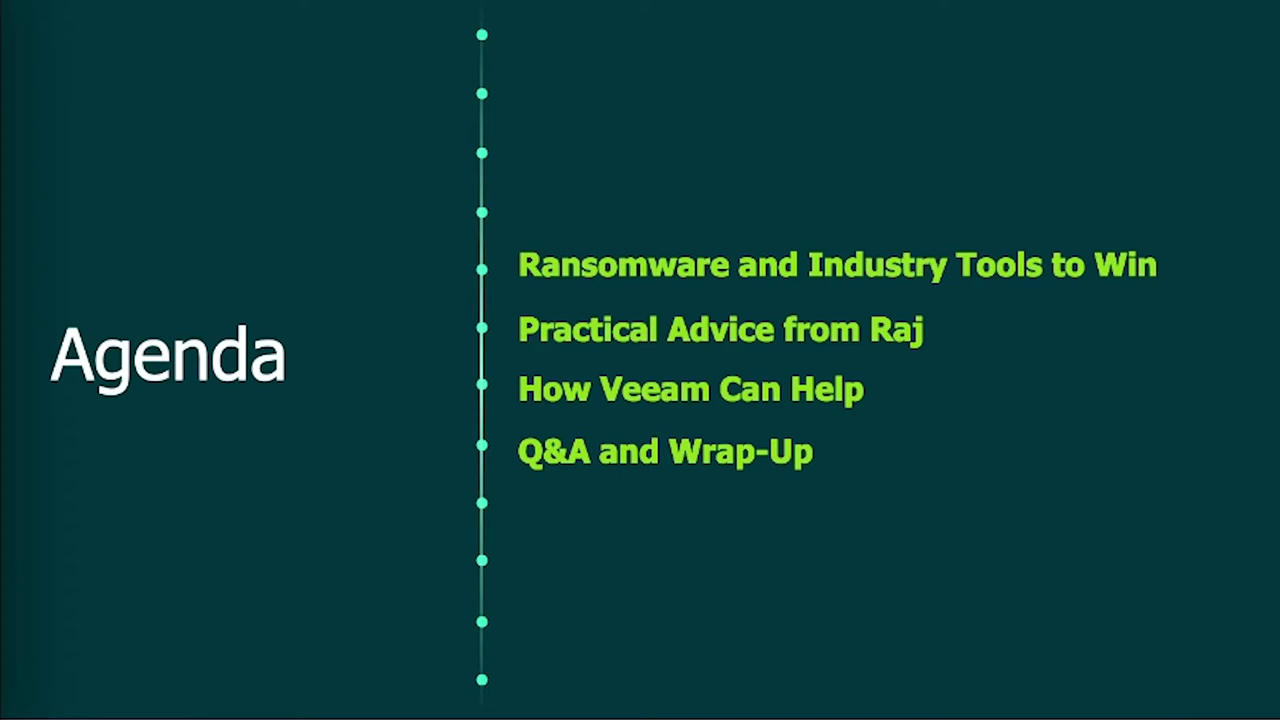 Agenda
Ransomware and Industry Tools to Win
Practical Advice from Raj
How Veeam Can Help
Q&A and Wrap-Up